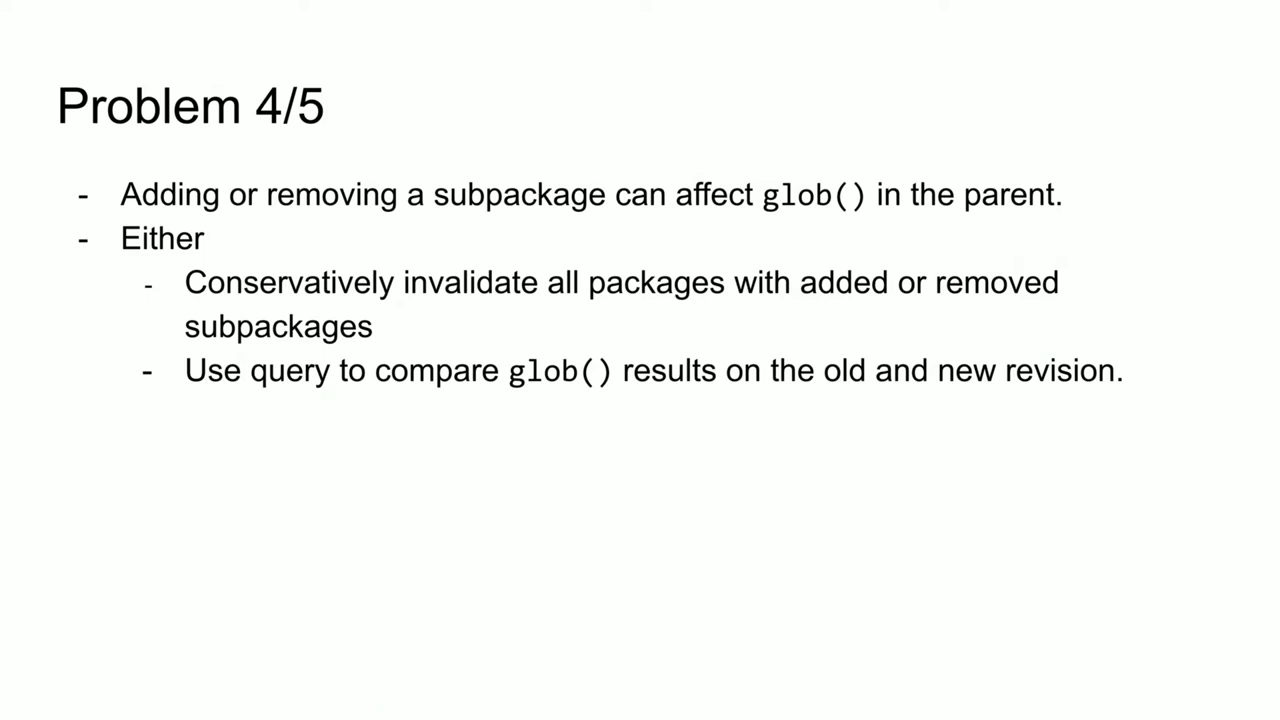 Problem 4/5
- Adding or removing a subpackage can affect glob() in the parent.
- Either
- Conservatively invalidate all packages with added or removed
subpackages
- Use query to compare glob() results on the old and new revision.